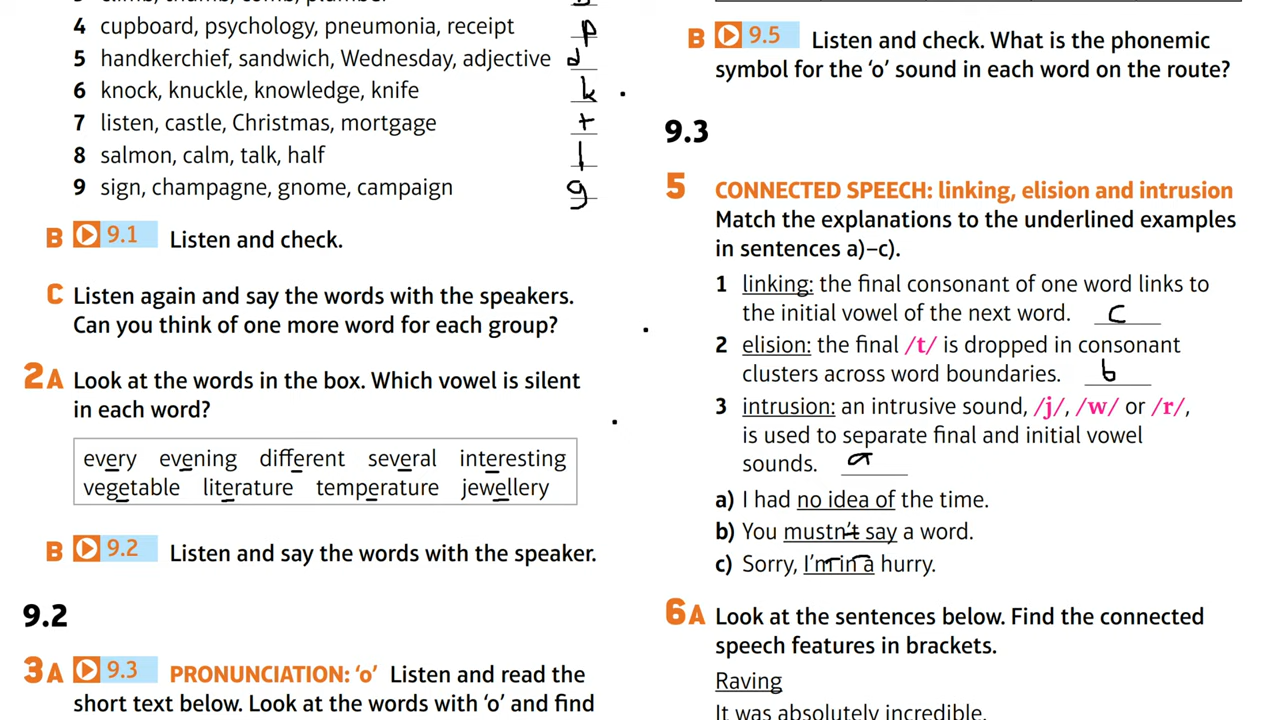 4 cupboard, psychology, pneumonia, receipt p
5 handkerchief, sandwich, Wednesday, adjective d
6 knock, knuckle, knowledge, knife k
7 listen, castle, Christmas, mortgage t
8 salmon, calm, talk, half l
9 sign, champagne, gnome, campaign g
B 9.1 Listen and check.
C Listen again and say the words with the speakers.
Can you think of one more word for each group?
2A Look at the words in the box. Which vowel is silent
in each word?
every evening different several interesting
vegetable literature temperature jewellery
B 9.2 Listen and say the words with the speaker.
9.2
3A 9.3 PRONUNCIATION: ‘o’ Listen and read the
short text below. Look at the words with ‘o’ and find
B 9.5 Listen and check. What is the phonemic
symbol for the ‘o’ sound in each word on the route?
9.3
5 CONNECTED SPEECH: linking, elision and intrusion
Match the explanations to the underlined examples
in sentences a)–c).
1 linking: the final consonant of one word links to
the initial vowel of the next word. c
2 elision: the final /t/ is dropped in consonant
clusters across word boundaries. b
3 intrusion: an intrusive sound, /j/, /w/ or /r/,
is used to separate final and initial vowel
sounds. a
a) I had no idea of the time.
b) You mustn’t say a word.
c) Sorry, I’m in a hurry.
6A Look at the sentences below. Find the connected
speech features in brackets.
Raving
It was absolutely incredible.